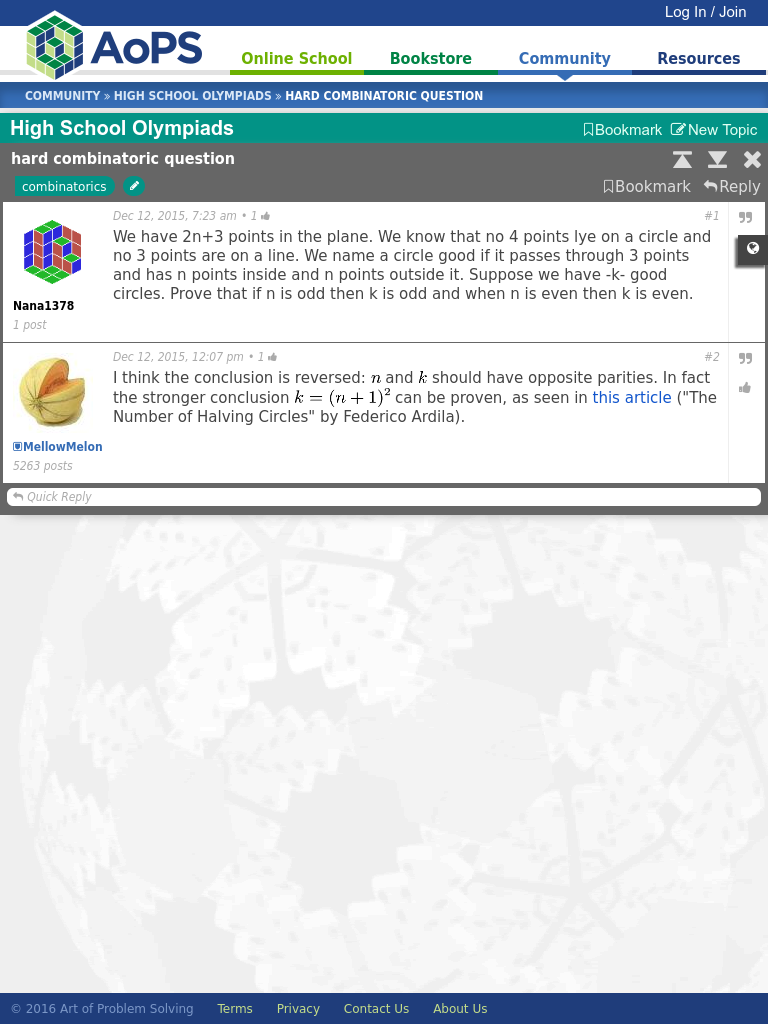 Log In / Join
AoPS
Online School Bookstore Community Resources
COMMUNITY » HIGH SCHOOL OLYMPIADS » HARD COMBINATORIC QUESTION
High School Olympiads Bookmark New Topic
hard combinatoric question
combinatorics Bookmark Reply
Dec 12, 2015, 7:23 am • 1 #1
We have 2n+3 points in the plane. We know that no 4 points lye on a circle and
no 3 points are on a line. We name a circle good if it passes through 3 points
and has n points inside and n points outside it. Suppose we have -k- good
circles. Prove that if n is odd then k is odd and when n is even then k is even.
Nana1378
1 post
Dec 12, 2015, 12:07 pm • 1 #2
I think the conclusion is reversed: n and k should have opposite parities. In fact
the stronger conclusion k = (n + 1)² can be proven, as seen in this article ("The
Number of Halving Circles" by Federico Ardila).
MellowMelon
5263 posts
Quick Reply
© 2016 Art of Problem Solving Terms Privacy Contact Us About Us